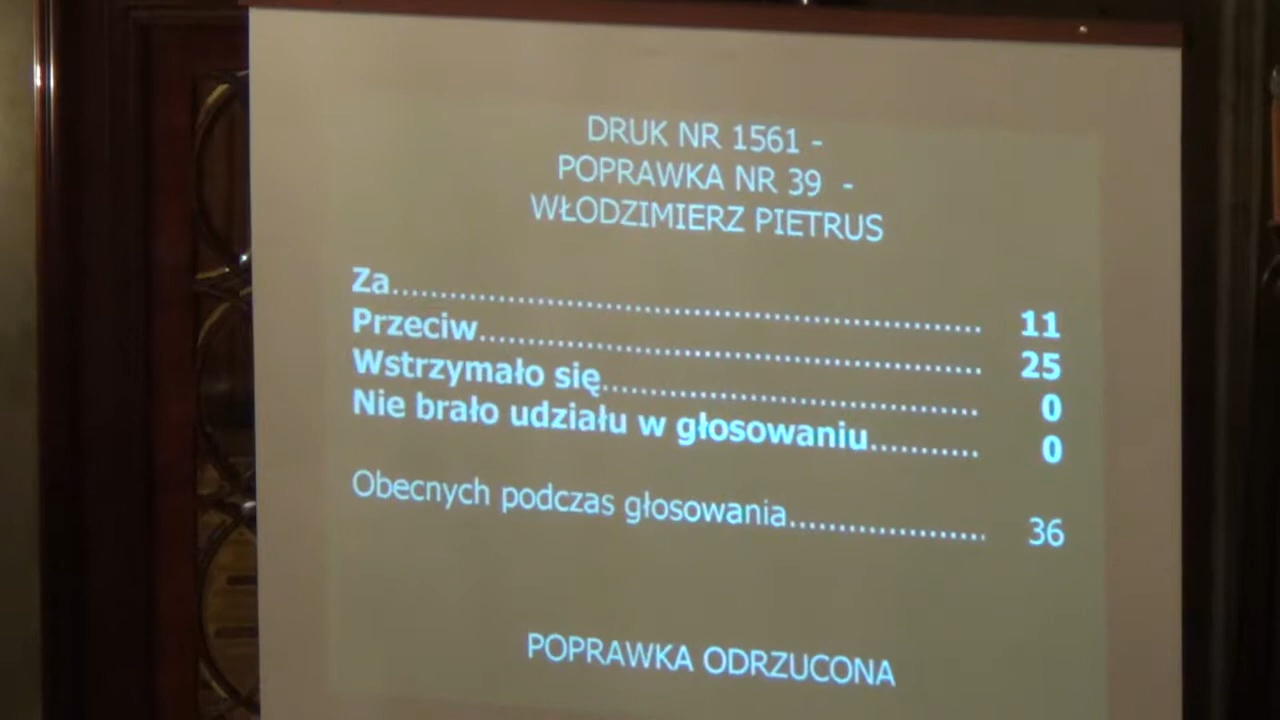 DRUK NR 1561 -
POPRAWKA NR 39 -
WŁODZIMIERZ PIETRUS
Za.......................................................... 11
Przeciw................................................. 25
Wstrzymało się..................................... 0
Nie brało udziału w głosowaniu........... 0
Obecnych podczas głosowania.................... 36
POPRAWKA ODRZUCONA